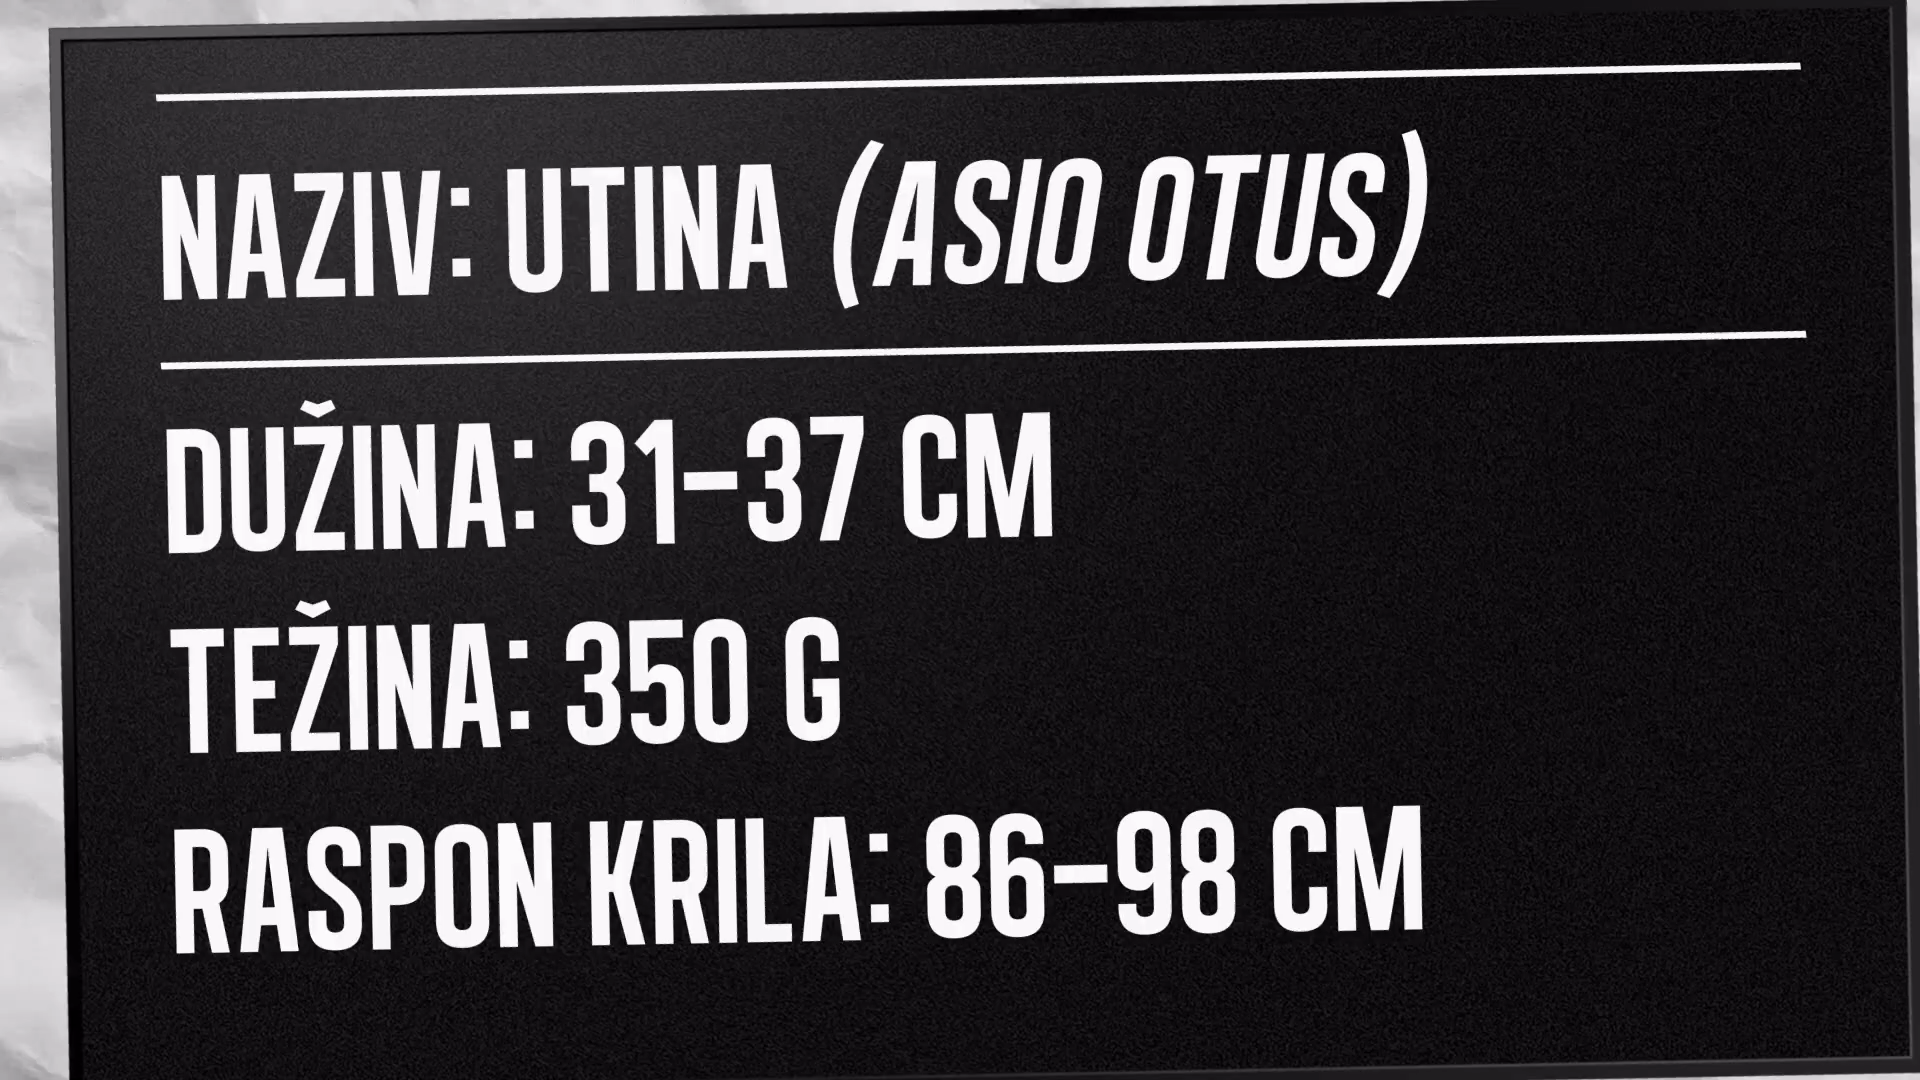 NAZIV: UTINA (ASIO OTUS)
DUŽINA: 31–37 CM
TEŽINA: 350 G
RASPON KRILA: 86–98 CM